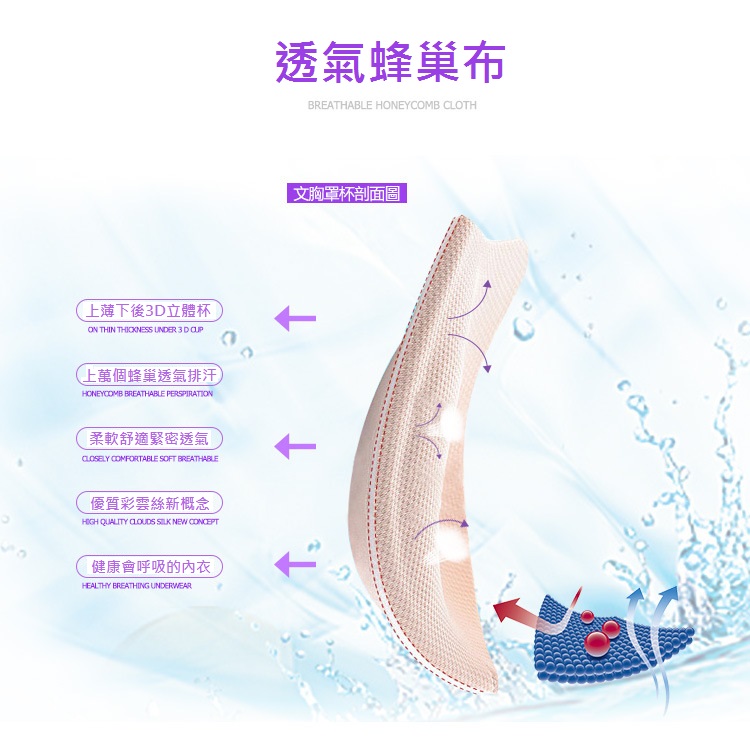 透氣蜂巢布
BREATHABLE HONEYCOMB CLOTH
文胸罩杯剖面圖
上薄下後3D立體杯
ON THIN THICKNESS UNDER 3 D CUP
上萬個蜂巢透氣排汗
HONEYCOMB BREATHABLE PERSPIRATION
柔軟舒適緊密透氣
CLOSELY COMFORTABLE SOFT BREATHABLE
優質彩雲絲新概念
HIGH QUALITY CLOUDS SILK NEW CONCEPT
健康會呼吸的內衣
HEALTHY BREATHING UNDERWEAR